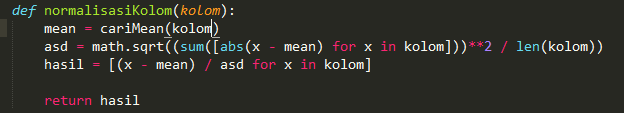 def normalisasiKolom(kolom):
mean = cariMean(kolom)
asd = math.sqrt((sum([abs(x - mean) for x in kolom]))**2 / len(kolom))
hasil = [(x - mean) / asd for x in kolom]
return hasil